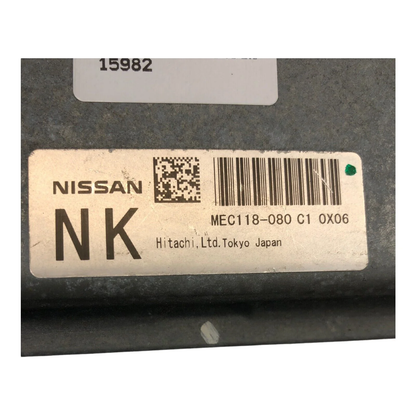 15982
NISSAN
NK
MEC118-080 C1 0X06
Hitachi,Ltd.Tokyo Japan